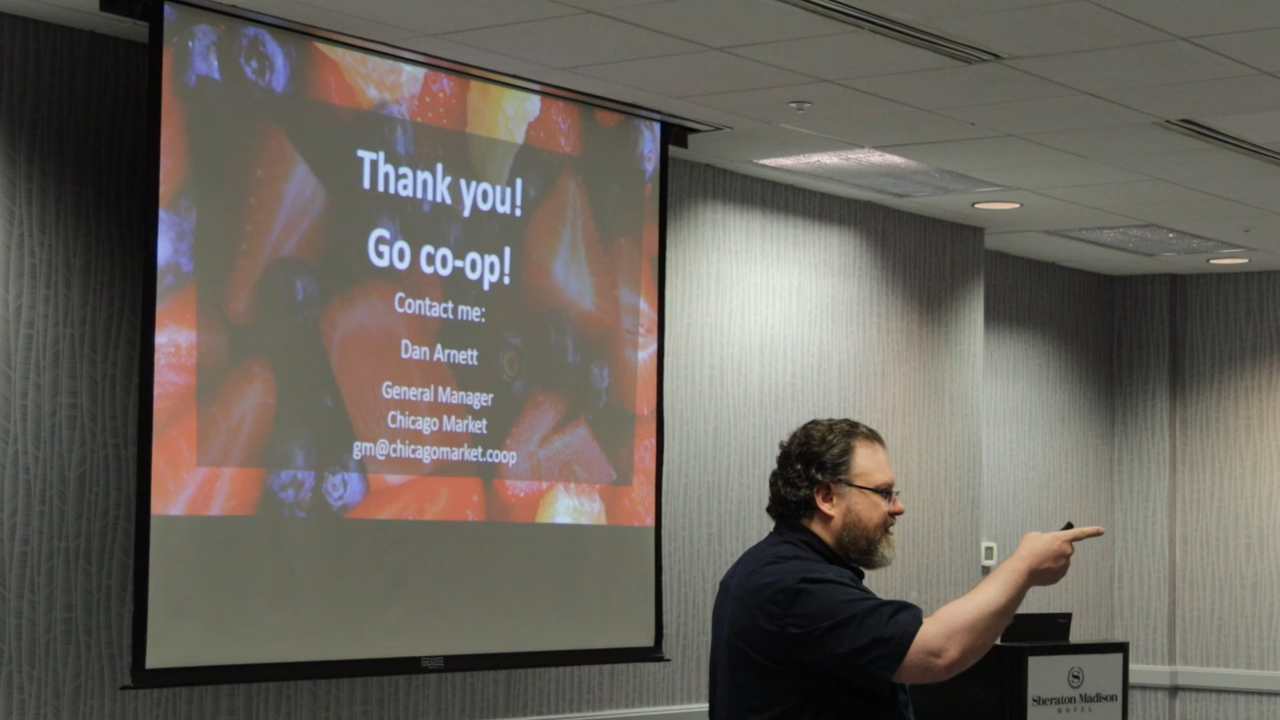 Thank you!
Go co-op!
Contact me:
Dan Arnett
General Manager
Chicago Market
gm@chicagomarket.coop
S
Sheraton Madison
HOTEL